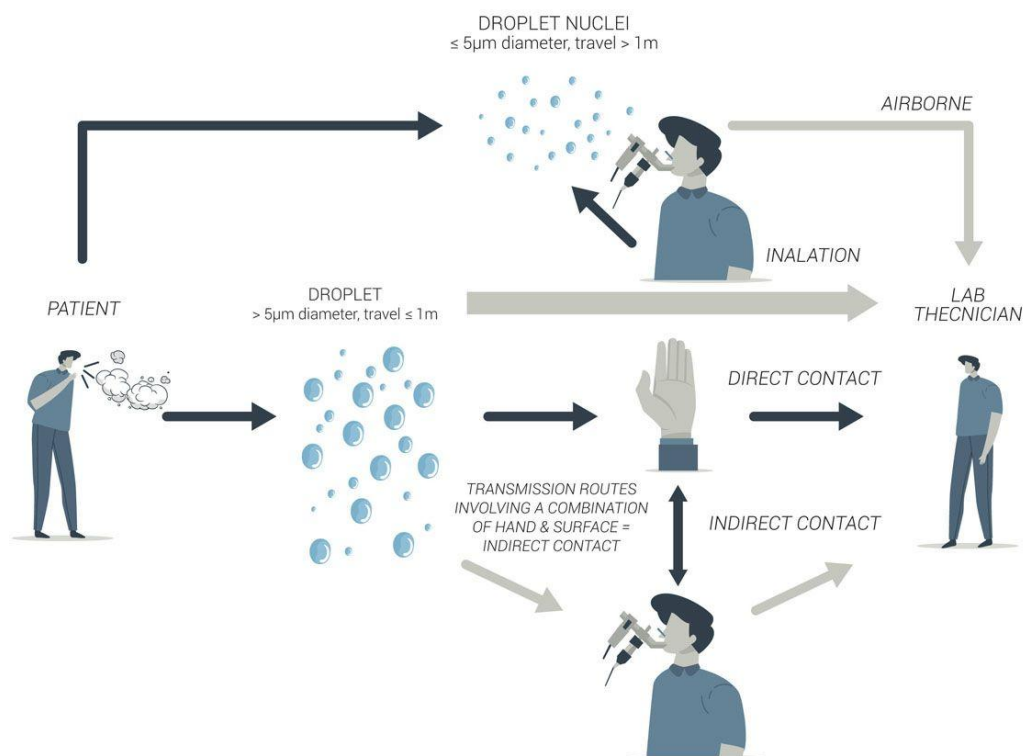 DROPLET NUCLEI
≤ 5µm diameter, travel > 1m
AIRBORNE
INALATION
PATIENT
DROPLET
> 5µm diameter, travel ≤ 1m
LAB
THECNICIAN
DIRECT CONTACT
TRANSMISSION ROUTES
INVOLVING A COMBINATION
OF HAND & SURFACE =
INDIRECT CONTACT
INDIRECT CONTACT